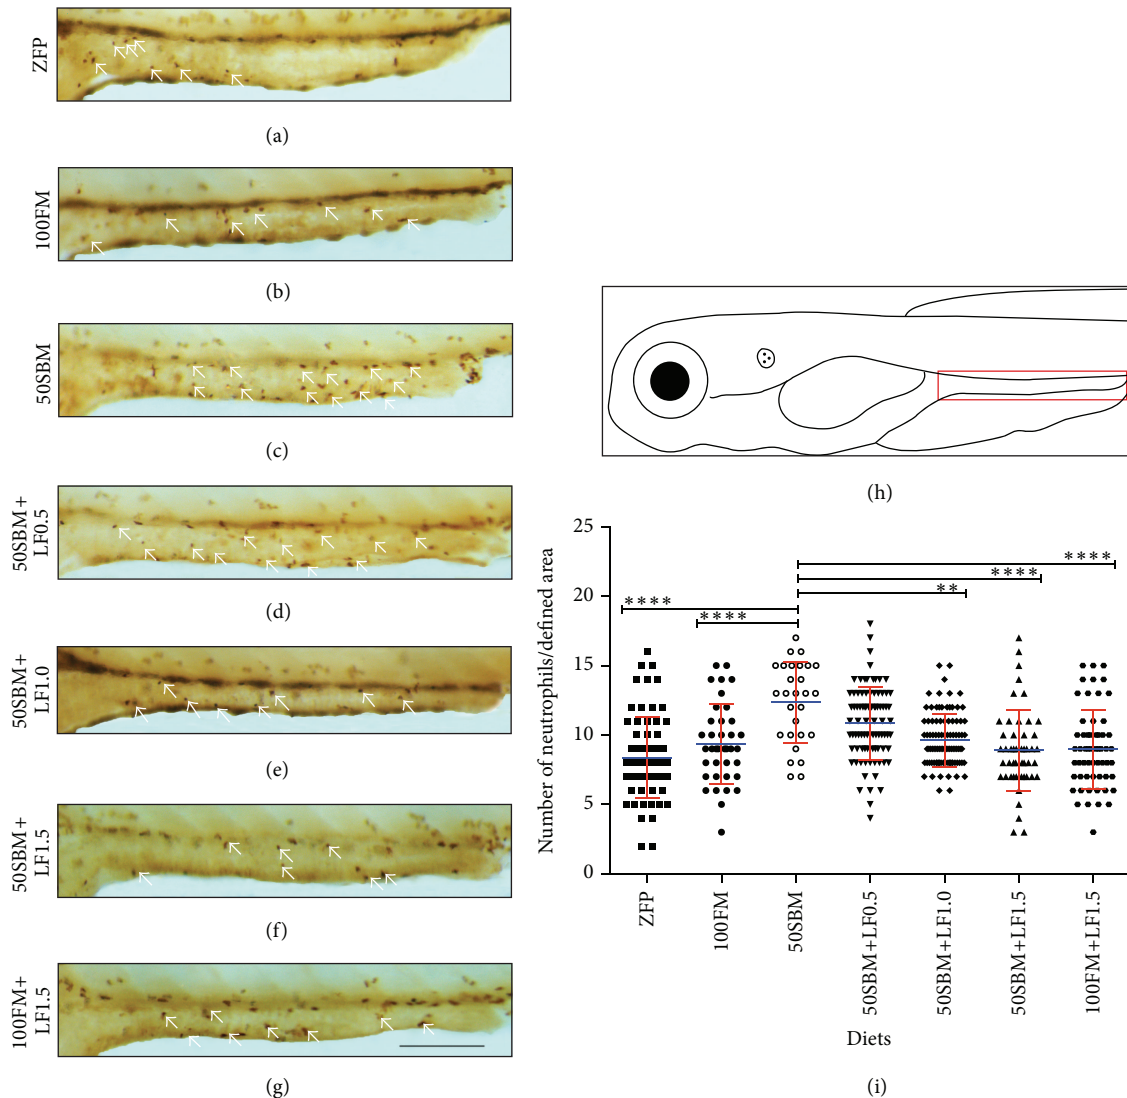 ZFP
(a)
100FM
(b)
50SBM
(c)
50SBM+
LF0.5
(d)
50SBM+
LF1.0
(e)
50SBM+
LF1.5
(f)
100FM+
LF1.5
(g)
(h)
Number of neutrophils/defined area
25
20
15
10
5
0
****
****
**
****
****
ZFP
100FM
50SBM
50SBM+LF0.5
50SBM+LF1.0
50SBM+LF1.5
100FM+LF1.5
Diets
(i)